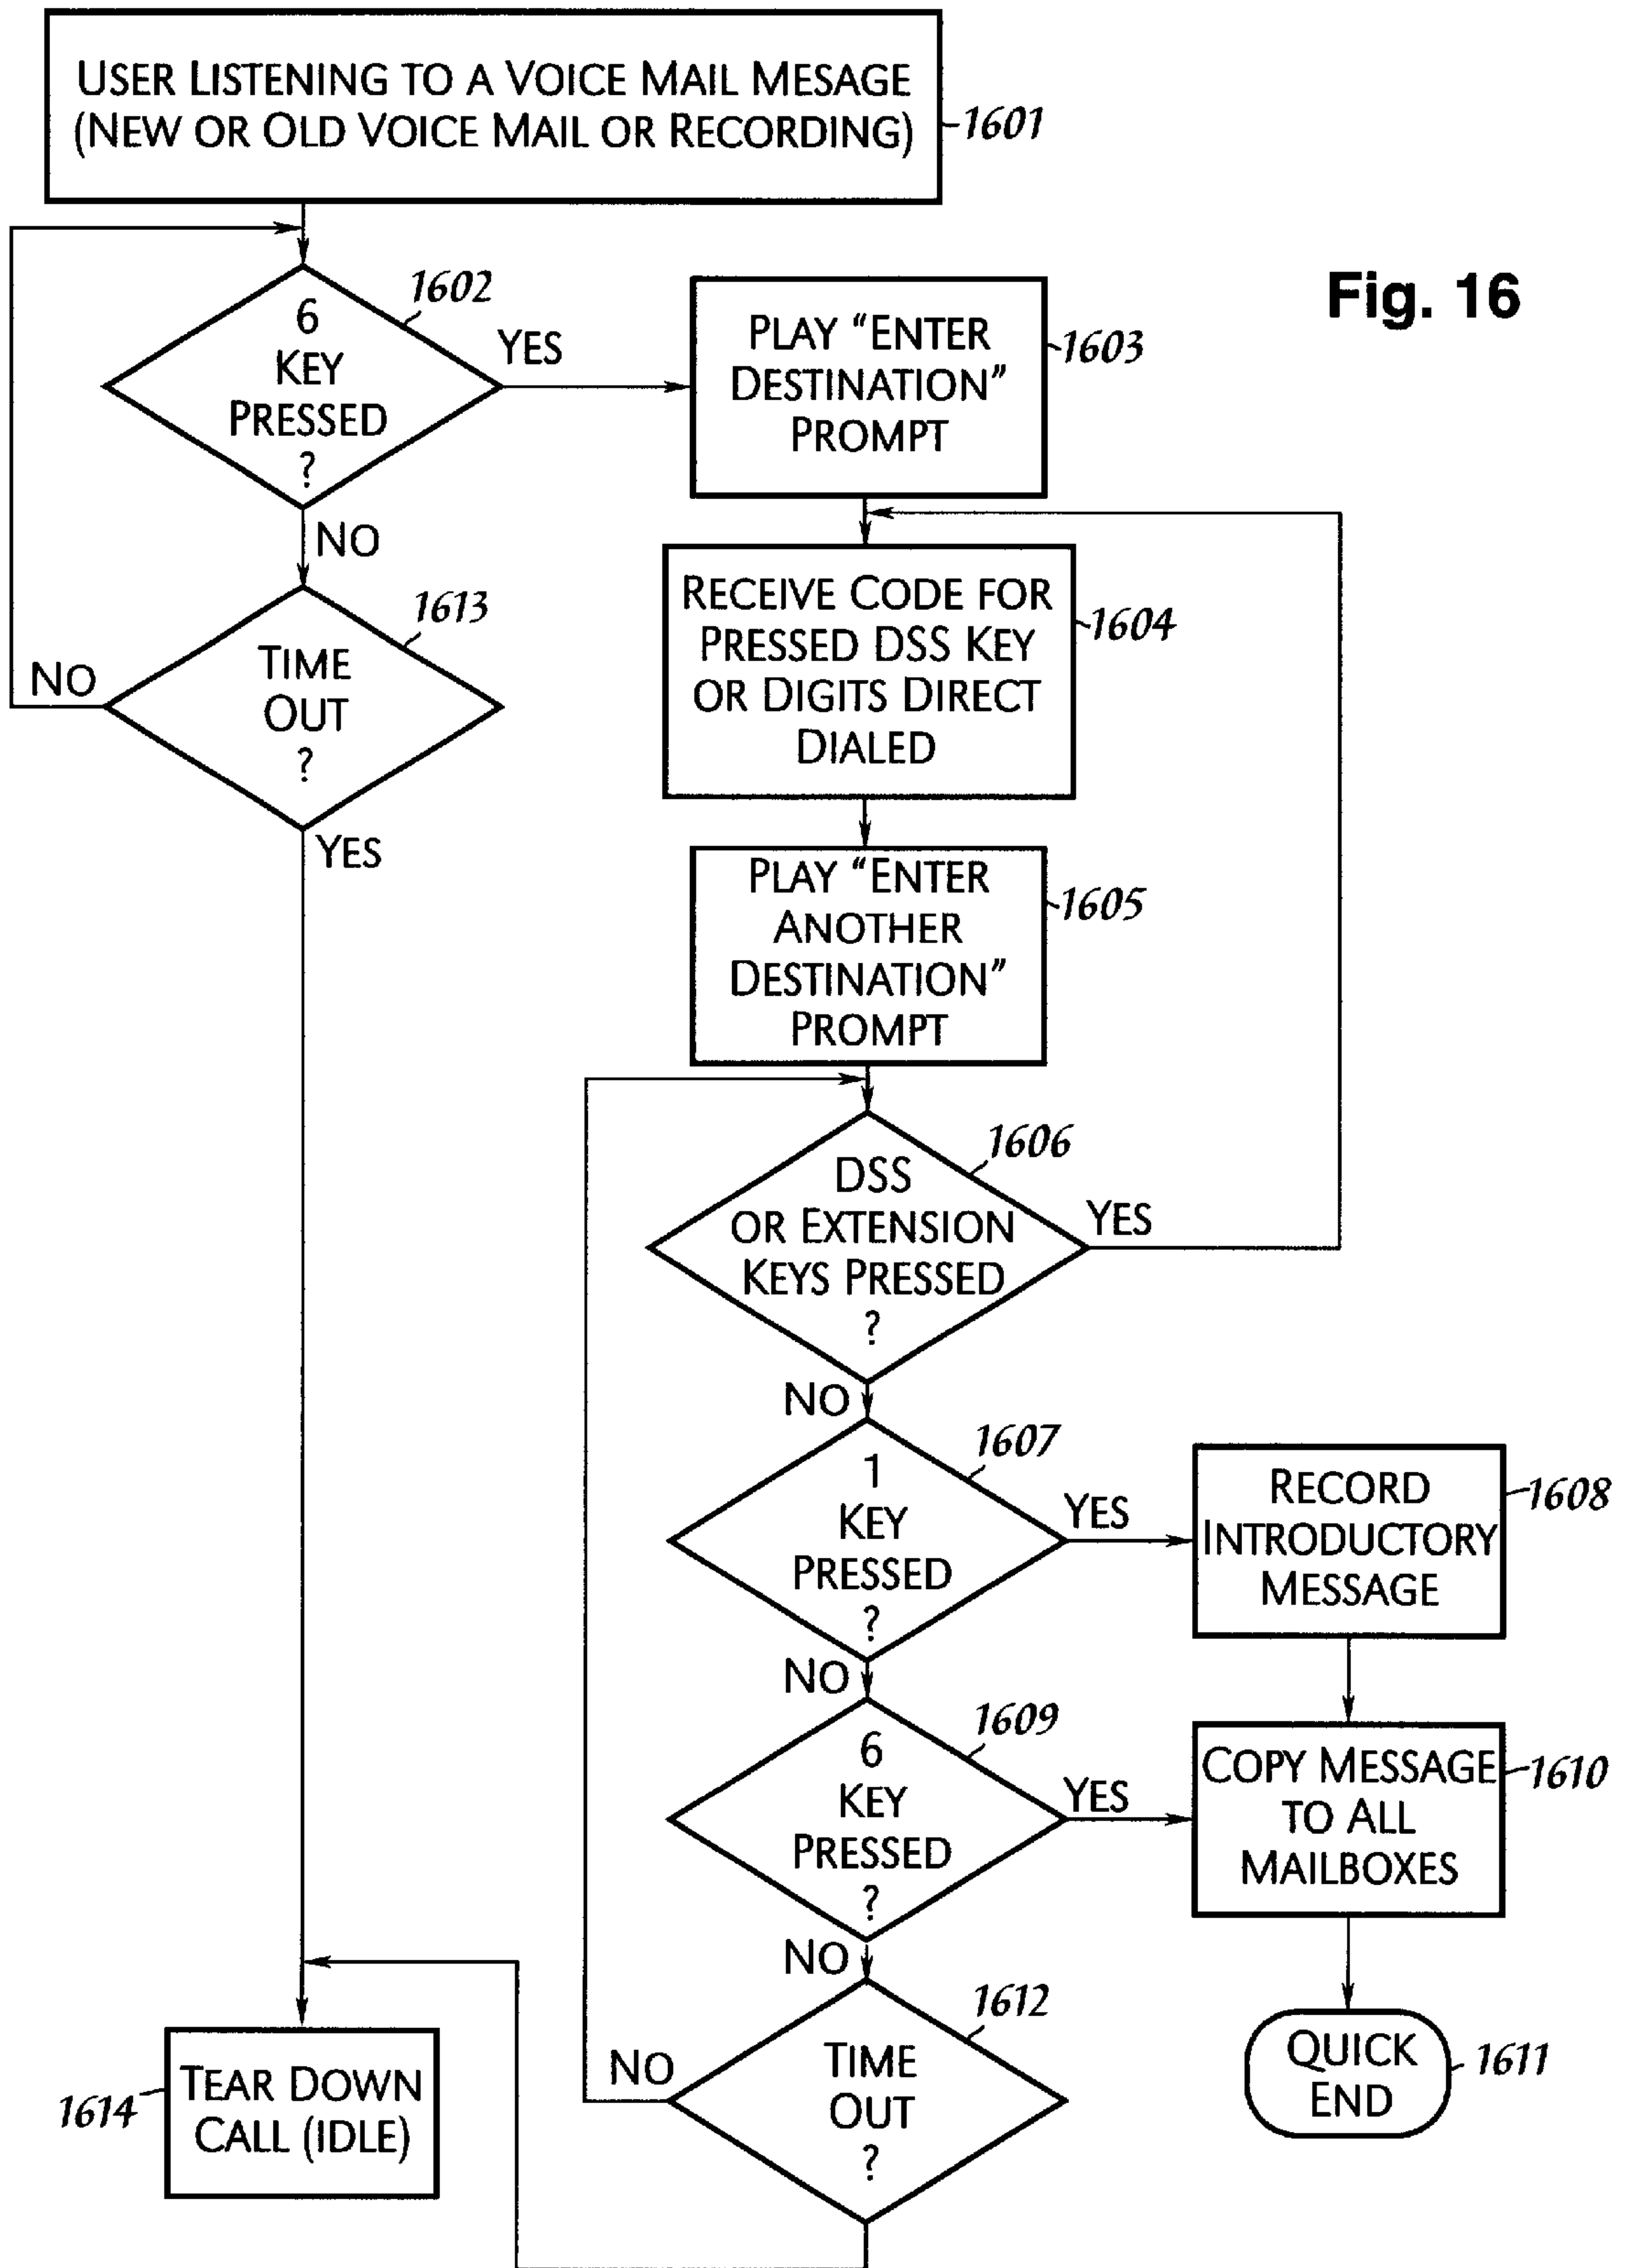 USER LISTENING TO A VOICE MAIL MESAGE
(NEW OR OLD VOICE MAIL OR RECORDING)
1601
Fig. 16
6
KEY
PRESSED
?
1602
YES
NO
PLAY “ENTER
DESTINATION”
PROMPT
1603
TIME
OUT
?
1613
NO
YES
RECEIVE CODE FOR
PRESSED DSS KEY
OR DIGITS DIRECT
DIALED
1604
PLAY “ENTER
ANOTHER
DESTINATION”
PROMPT
1605
DSS
OR EXTENSION
KEYS PRESSED
?
1606
YES
NO
1
KEY
PRESSED
?
1607
YES
NO
RECORD
INTRODUCTORY
MESSAGE
1608
6
KEY
PRESSED
?
1609
YES
NO
COPY MESSAGE
TO ALL
MAILBOXES
1610
TIME
OUT
?
1612
NO
QUICK
END
1611
TEAR DOWN
CALL (IDLE)
1614